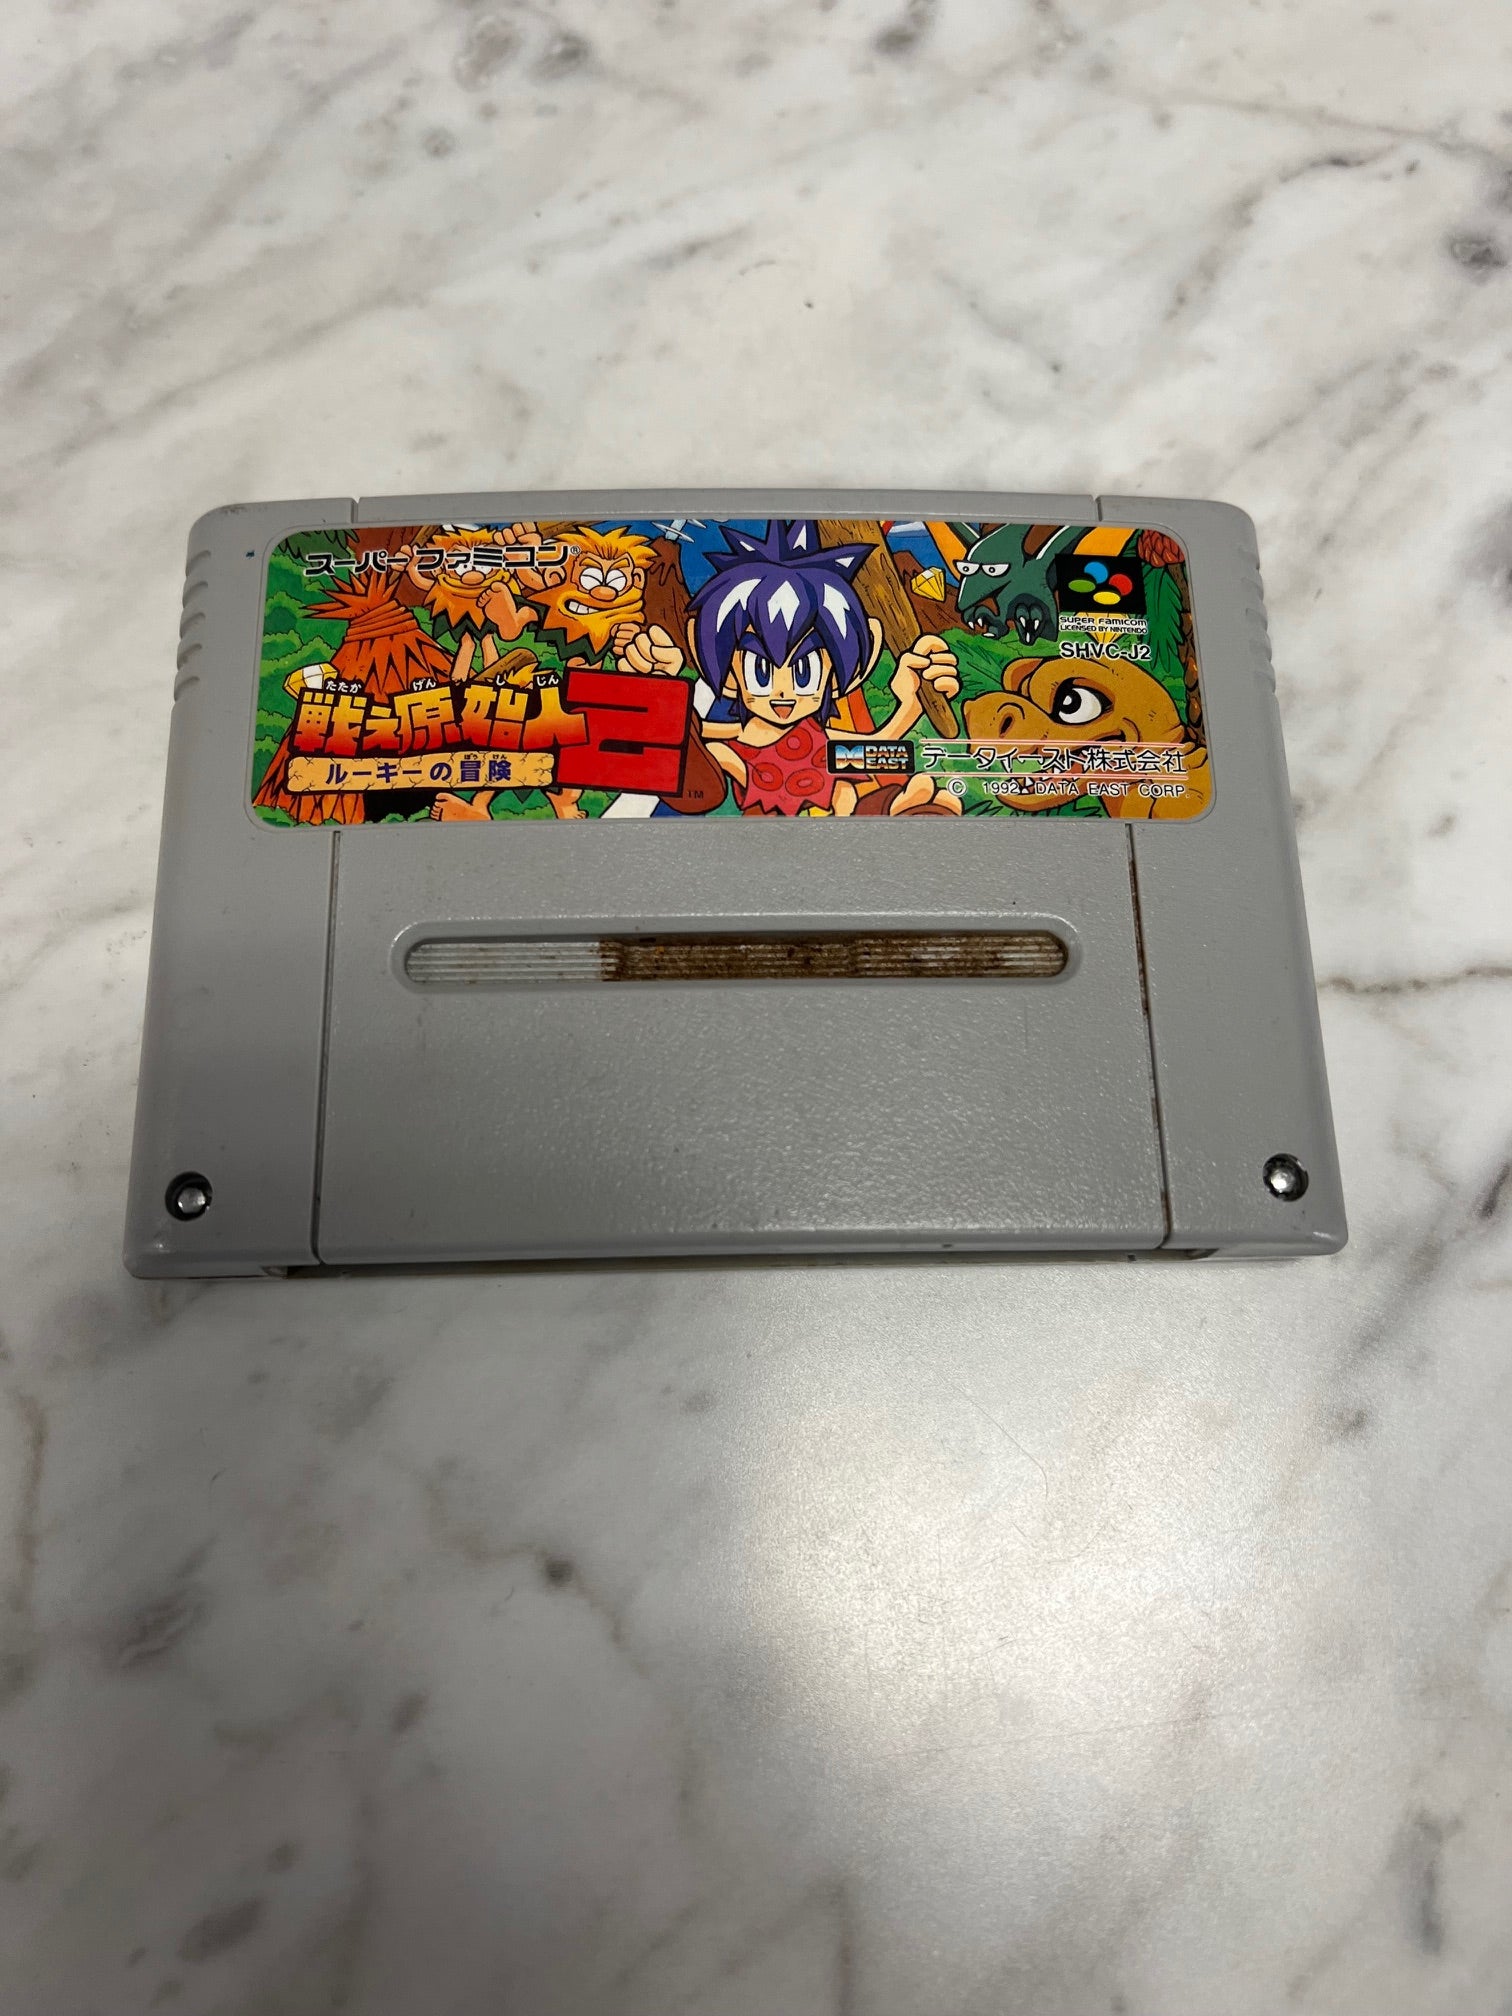 スーパーファミコン®
SUPER FAMICOM
LICENSED BY NINTENDO
SHVC-J2
たたか げん し じん
戦え原始人2
ぼう けん
ルーキーの冒険
TM
DATA EAST
データイースト株式会社
© 1992 DATA EAST CORP.